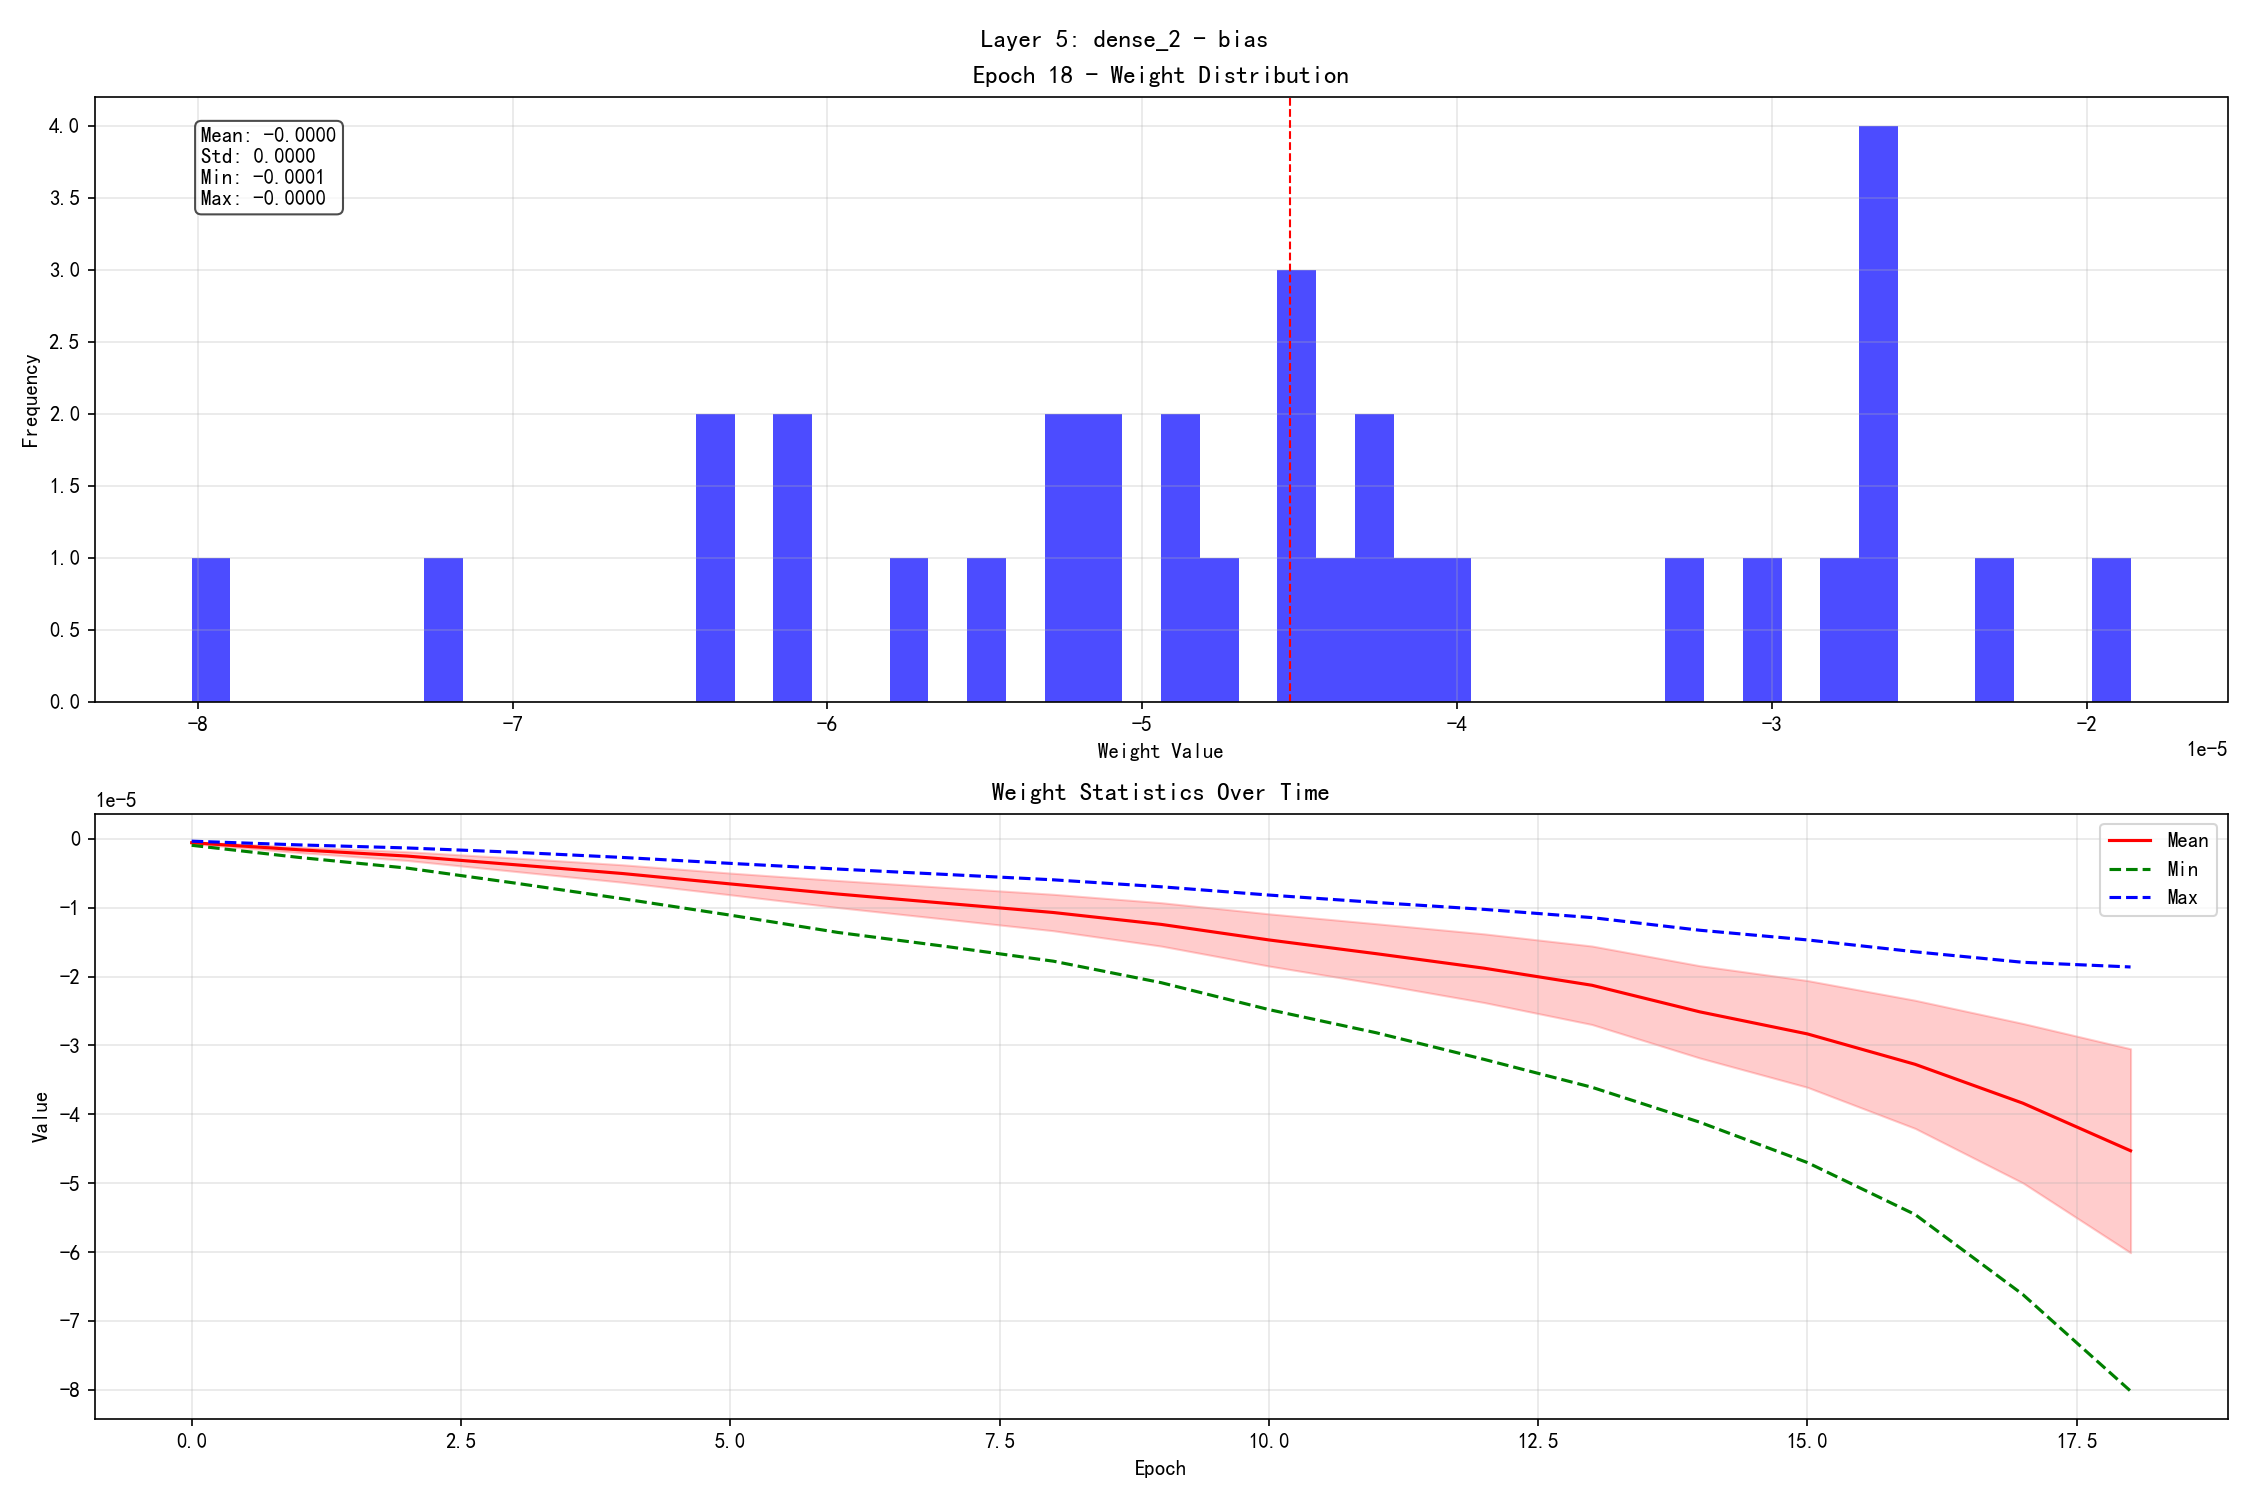 Layer 5: dense_2 - bias
Epoch 18 - Weight Distribution
Mean: -0.0000
Std: 0.0000
Min: -0.0001
Max: -0.0000
Frequency
4.0
3.5
3.0
2.5
2.0
1.5
1.0
0.5
0.0
-8 -7 -6 -5 -4 -3 -2
1e-5
Weight Value
Weight Statistics Over Time
1e-5
Mean
Min
Max
Value
0
-1
-2
-3
-4
-5
-6
-7
-8
0.0 2.5 5.0 7.5 10.0 12.5 15.0 17.5
Epoch